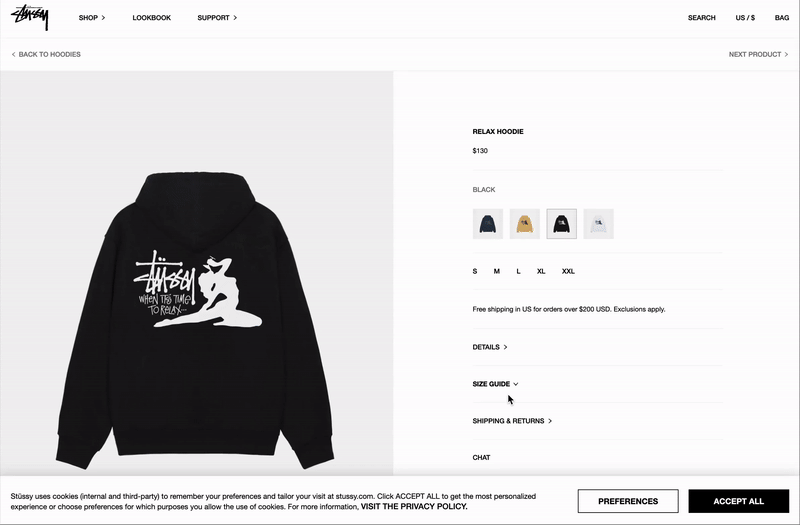 Stüssy
SHOP
LOOKBOOK
SUPPORT
SEARCH
US / $
BAG
BACK TO HOODIES
NEXT PRODUCT
RELAX HOODIE
$130
BLACK
STÜSSY
WHEN ITS TIME
TO RELAX...
S M L XL XXL
Free shipping in US for orders over $200 USD. Exclusions apply.
DETAILS
SIZE GUIDE
SHIPPING & RETURNS
CHAT
Stüssy uses cookies (internal and third-party) to remember your preferences and tailor your visit at stussy.com. Click ACCEPT ALL to get the most personalized
experience or choose preferences for which purposes you allow the use of cookies. For more information, VISIT THE PRIVACY POLICY.
PREFERENCES
ACCEPT ALL